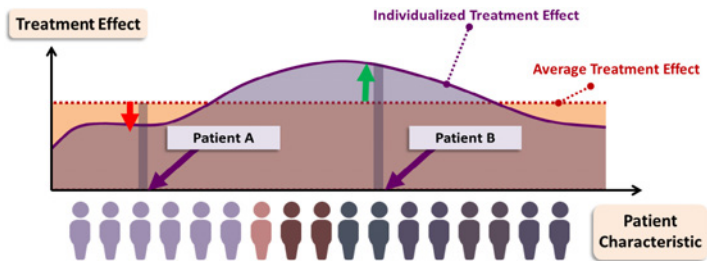 Treatment Effect
Individualized Treatment Effect
Average Treatment Effect
Patient A
Patient B
Patient
Characteristic